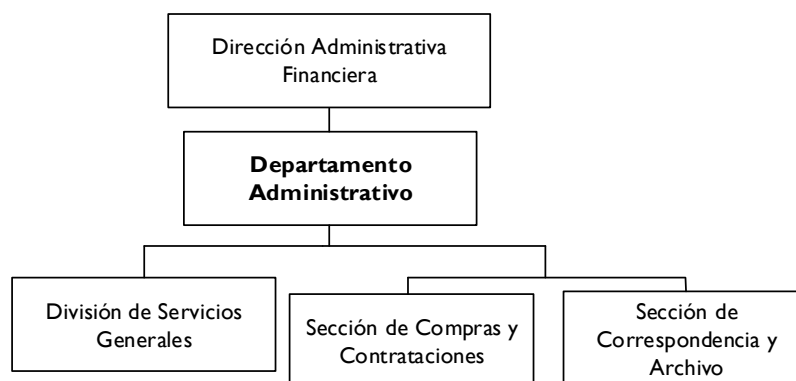 Dirección Administrativa
Financiera
Departamento
Administrativo
División de Servicios
Generales
Sección de Compras y
Contrataciones
Sección de
Correspondencia y
Archivo